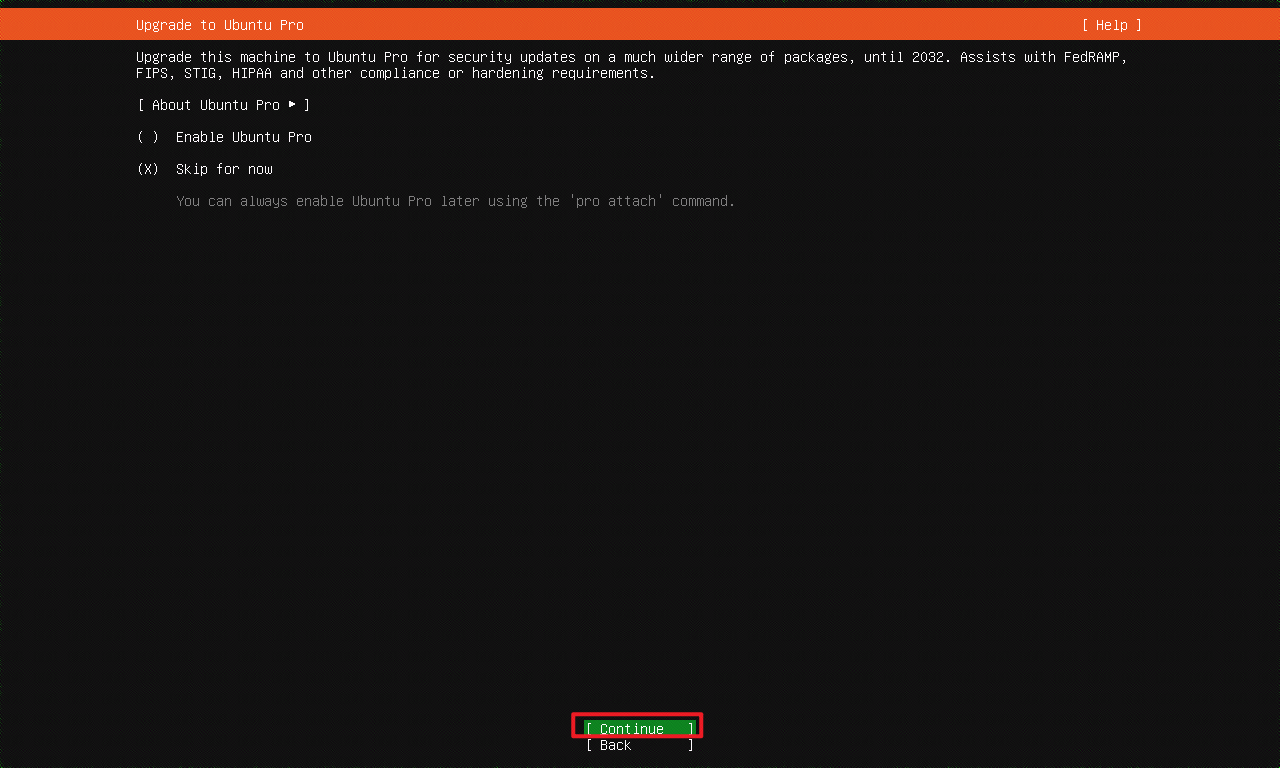 Upgrade to Ubuntu Pro [ Help ]
Upgrade this machine to Ubuntu Pro for security updates on a much wider range of packages, until 2032. Assists with FedRAMP,
FIPS, STIG, HIPAA and other compliance or hardening requirements.
[ About Ubuntu Pro ▸ ]
( ) Enable Ubuntu Pro
(X) Skip for now
You can always enable Ubuntu Pro later using the 'pro attach' command.
[ Continue ]
[ Back ]